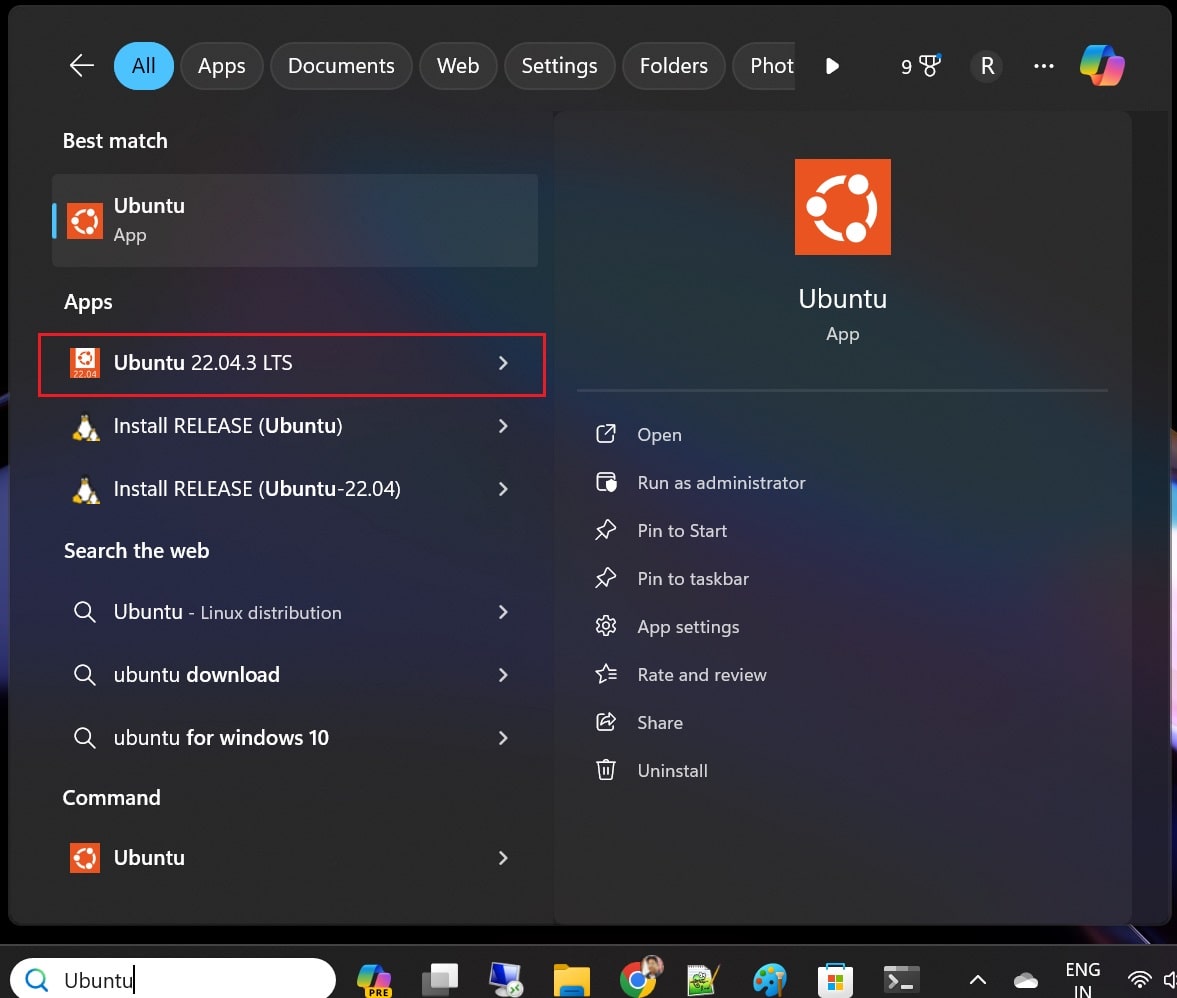 All Apps Documents Web Settings Folders Phot 9 R
Best match
Ubuntu
App
Apps
22.04 Ubuntu 22.04.3 LTS
Install RELEASE (Ubuntu)
Install RELEASE (Ubuntu-22.04)
Search the web
Ubuntu - Linux distribution
ubuntu download
ubuntu for windows 10
Command
Ubuntu
Ubuntu
App
Open
Run as administrator
Pin to Start
Pin to taskbar
App settings
Rate and review
Share
Uninstall
Ubuntu
PRE
ENG
IN